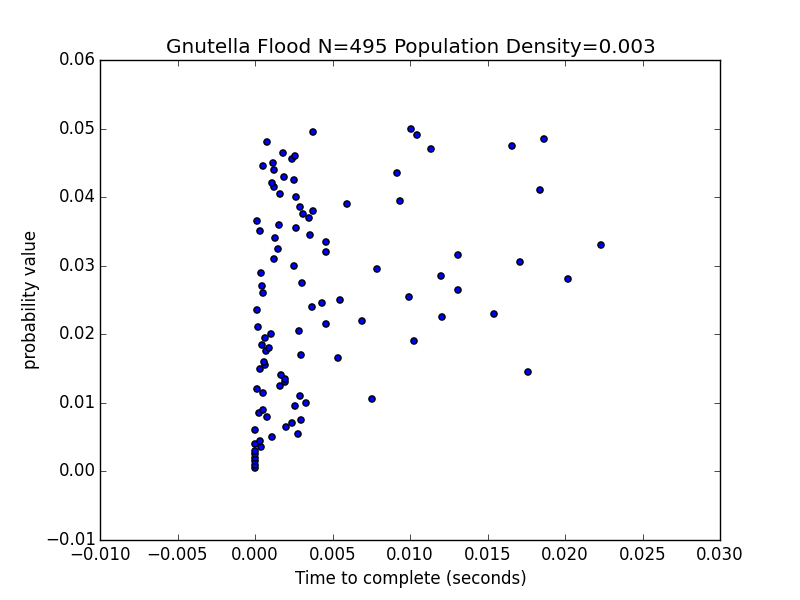 Gnutella Flood N=495 Population Density=0.003
0.06
0.05
0.04
0.03
0.02
0.01
0.00
−0.01
probability value
−0.010 −0.005 0.000 0.005 0.010 0.015 0.020 0.025 0.030
Time to complete (seconds)